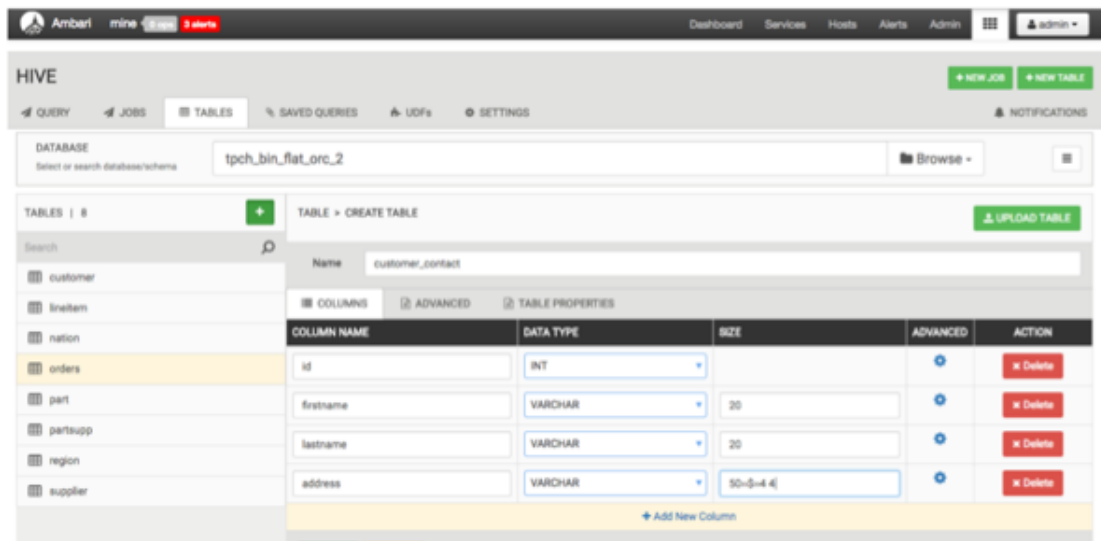 Ambari mine 0 ops 3 alerts Dashboard Services Hosts Alerts Admin admin
HIVE
+ NEW JOB + NEW TABLE
QUERY JOBS TABLES SAVED QUERIES UDFs SETTINGS NOTIFICATIONS
DATABASE
Select or search database/schema
tpch_bin_flat_orc_2
Browse
TABLES | 8
+
Search
customer
lineitem
nation
orders
part
partsupp
region
supplier
TABLE > CREATE TABLE
UPLOAD TABLE
Name customer_contact
COLUMNS ADVANCED TABLE PROPERTIES
COLUMN NAME DATA TYPE SIZE ADVANCED ACTION
id INT Delete
firstname VARCHAR 20 Delete
lastname VARCHAR 20 Delete
address VARCHAR Delete
+ Add New Column